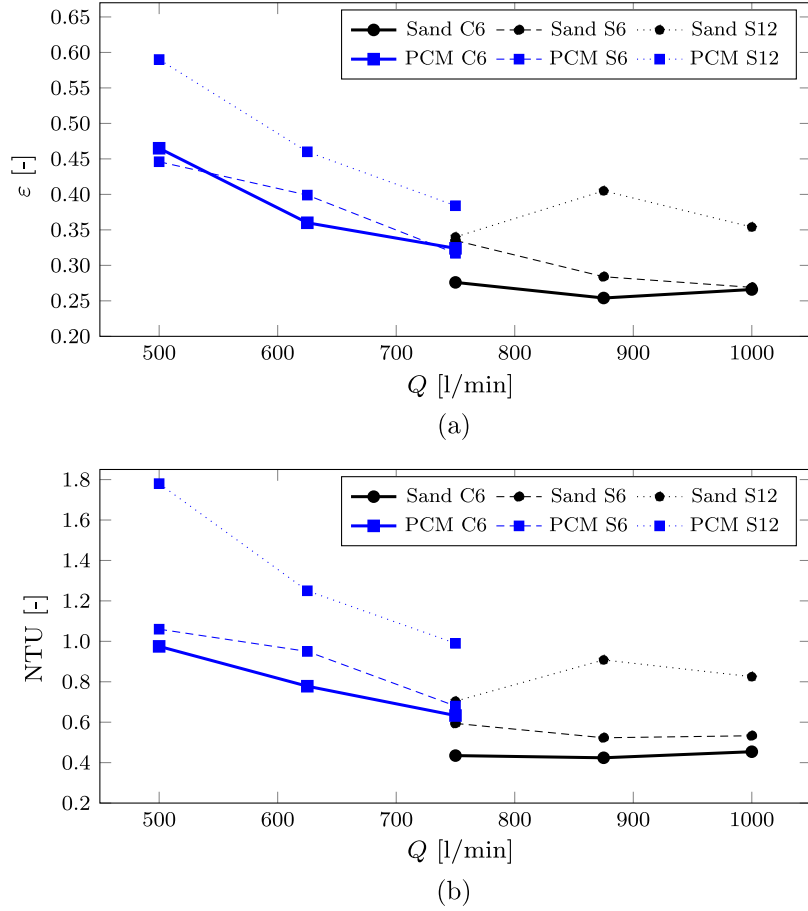 0.65
0.60
0.55
0.50
0.45
0.40
0.35
0.30
0.25
0.20
ε [-]
Sand C6 Sand S6 Sand S12
PCM C6 PCM S6 PCM S12
500 600 700 800 900 1000
Q [l/min]
(a)
1.8
1.6
1.4
1.2
1.0
0.8
0.6
0.4
0.2
NTU [-]
Sand C6 Sand S6 Sand S12
PCM C6 PCM S6 PCM S12
500 600 700 800 900 1000
Q [l/min]
(b)